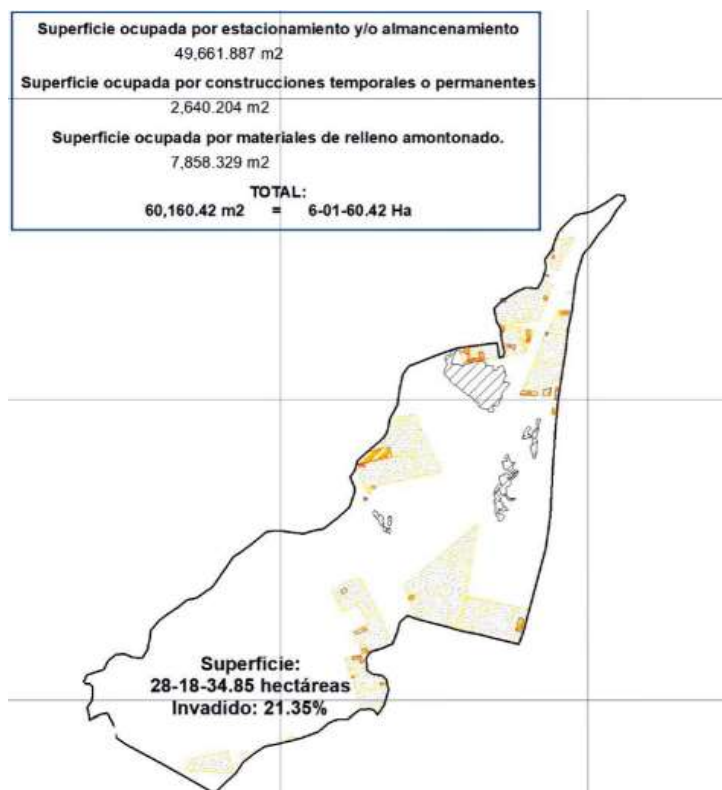 Superficie ocupada por estacionamiento y/o almancenamiento
49,661.887 m2
Superficie ocupada por construcciones temporales o permanentes
2,640.204 m2
Superficie ocupada por materiales de relleno amontonado.
7,858.329 m2
TOTAL:
60,160.42 m2 = 6-01-60.42 Ha
Superficie:
28-18-34.85 hectáreas
Invadido: 21.35%